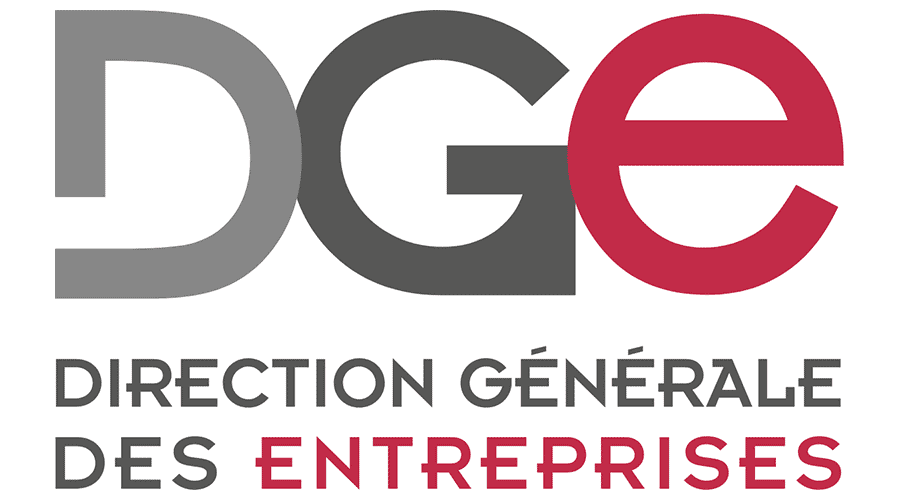 DGe
DIRECTION GÉNÉRALE
DES ENTREPRISES